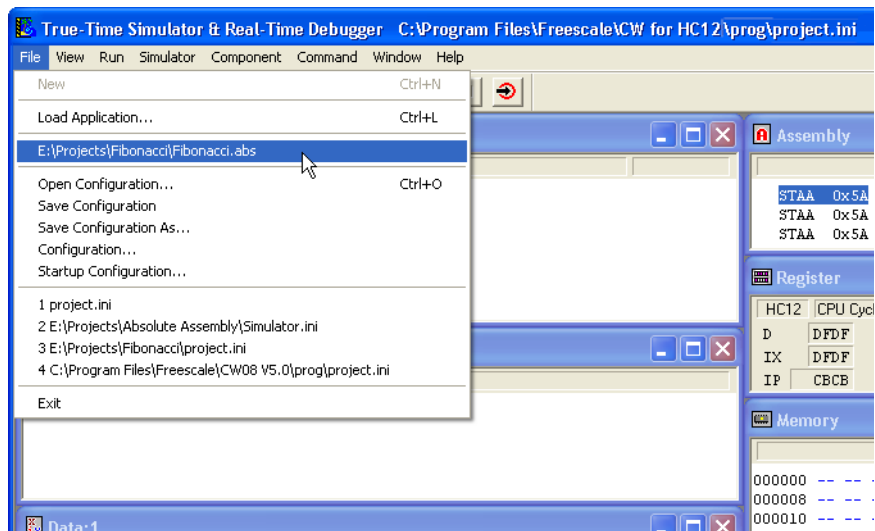 True-Time Simulator & Real-Time Debugger C:\Program Files\Freescale\CW for HC12\prog\project.ini
File View Run Simulator Component Command Window Help
New Ctrl+N
Load Application... Ctrl+L
E:\Projects\Fibonacci\Fibonacci.abs
Open Configuration... Ctrl+O
Save Configuration
Save Configuration As...
Configuration...
Startup Configuration...
1 project.ini
2 E:\Projects\Absolute Assembly\Simulator.ini
3 E:\Projects\Fibonacci\project.ini
4 C:\Program Files\Freescale\CW08 V5.0\prog\project.ini
Exit
Assembly
STAA 0x5A
STAA 0x5A
STAA 0x5A
Register
HC12 CPU Cycl
D DFDF
IX DFDF
IP CBCB
Memory
000000 -- -- -
000008 -- -- -
000010 -- -- -
Data:1